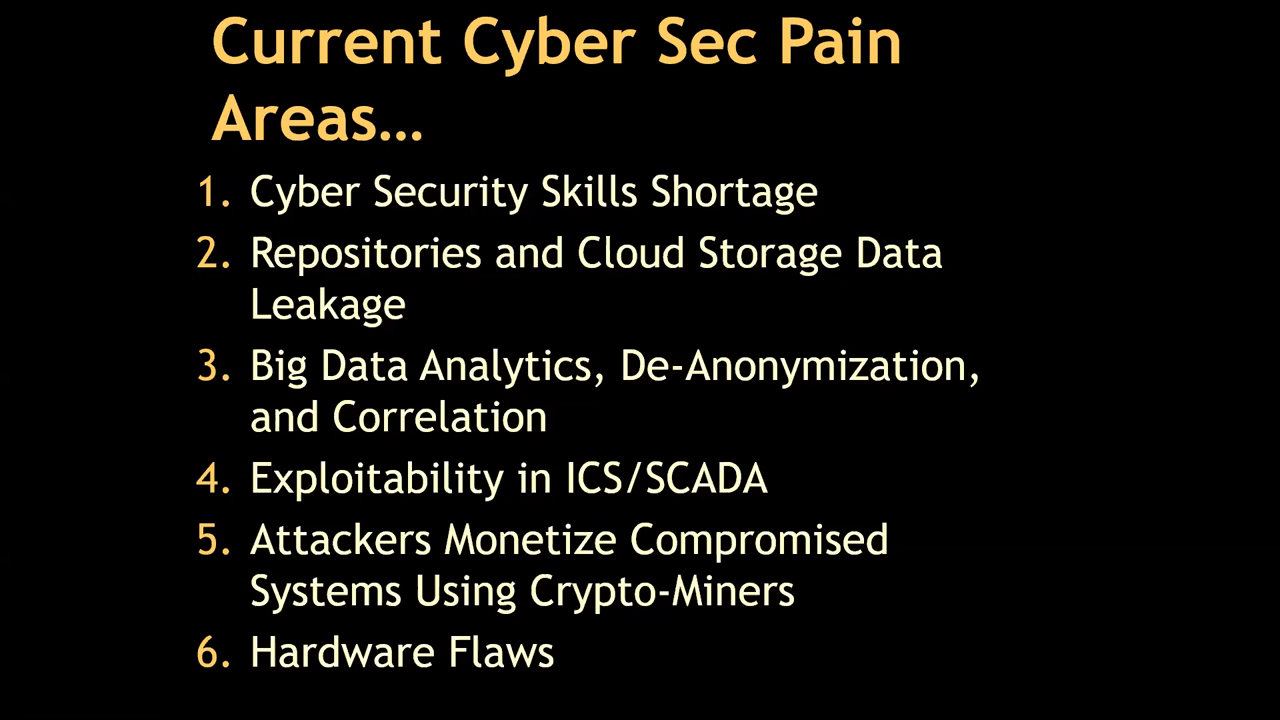 Current Cyber Sec Pain
Areas…
1. Cyber Security Skills Shortage
2. Repositories and Cloud Storage Data
Leakage
3. Big Data Analytics, De-Anonymization,
and Correlation
4. Exploitability in ICS/SCADA
5. Attackers Monetize Compromised
Systems Using Crypto-Miners
6. Hardware Flaws